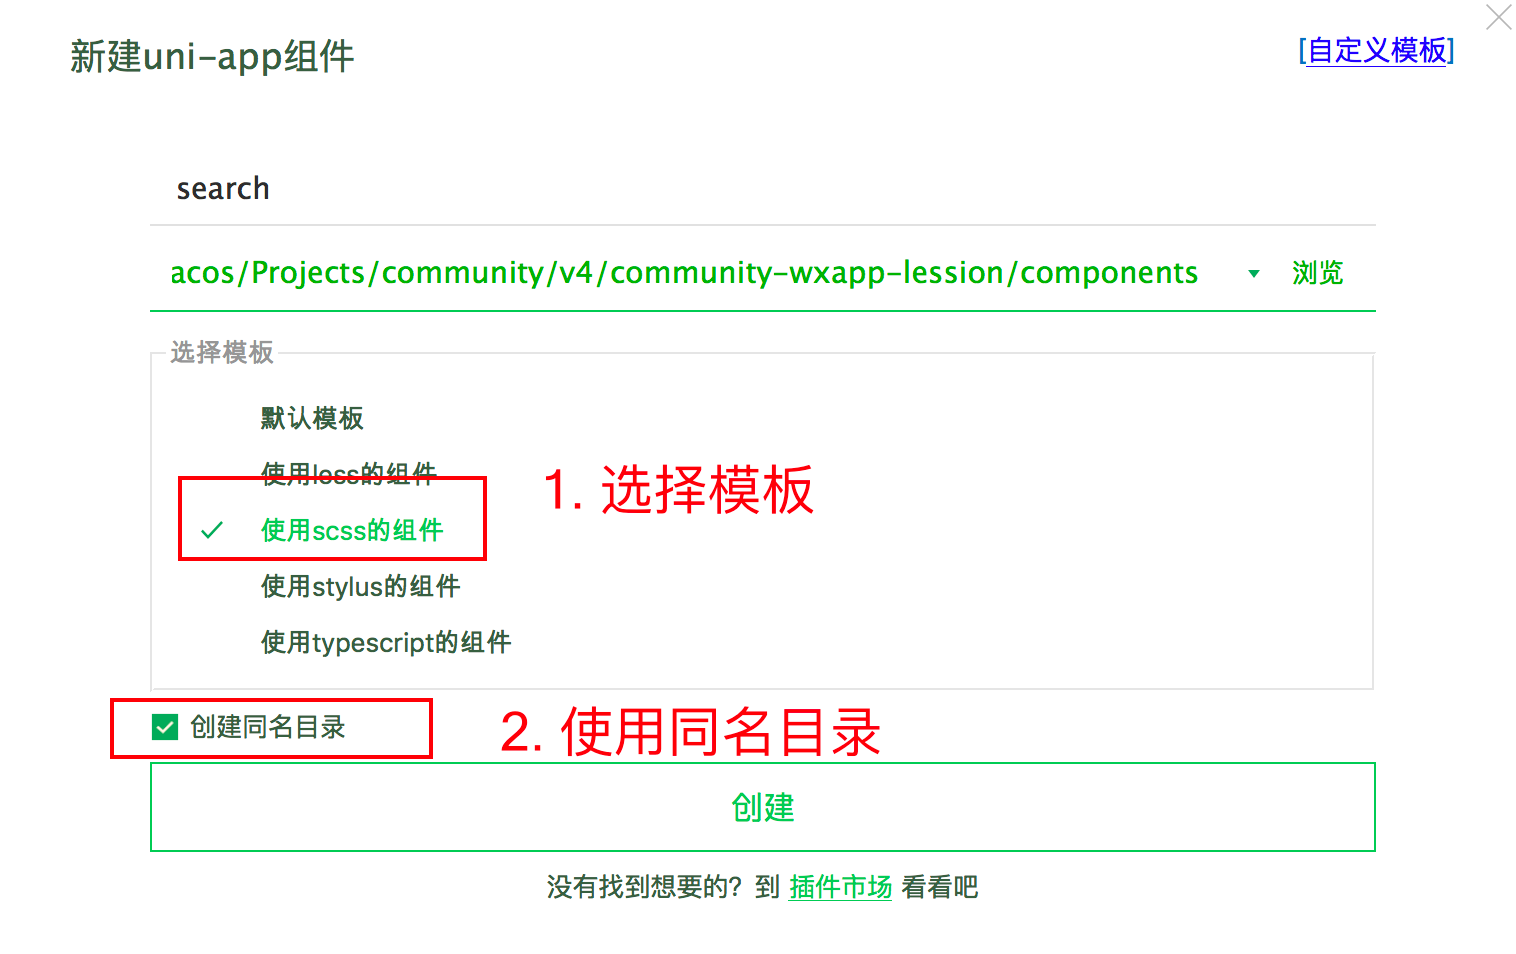 新建uni-app组件
[自定义模板]
search
acos/Projects/community/v4/community-wxapp-lession/components
浏览
选择模板
默认模板
使用less的组件
1. 选择模板
使用scss的组件
使用stylus的组件
使用typescript的组件
创建同名目录
2. 使用同名目录
创建
没有找到想要的? 到 插件市场 看看吧